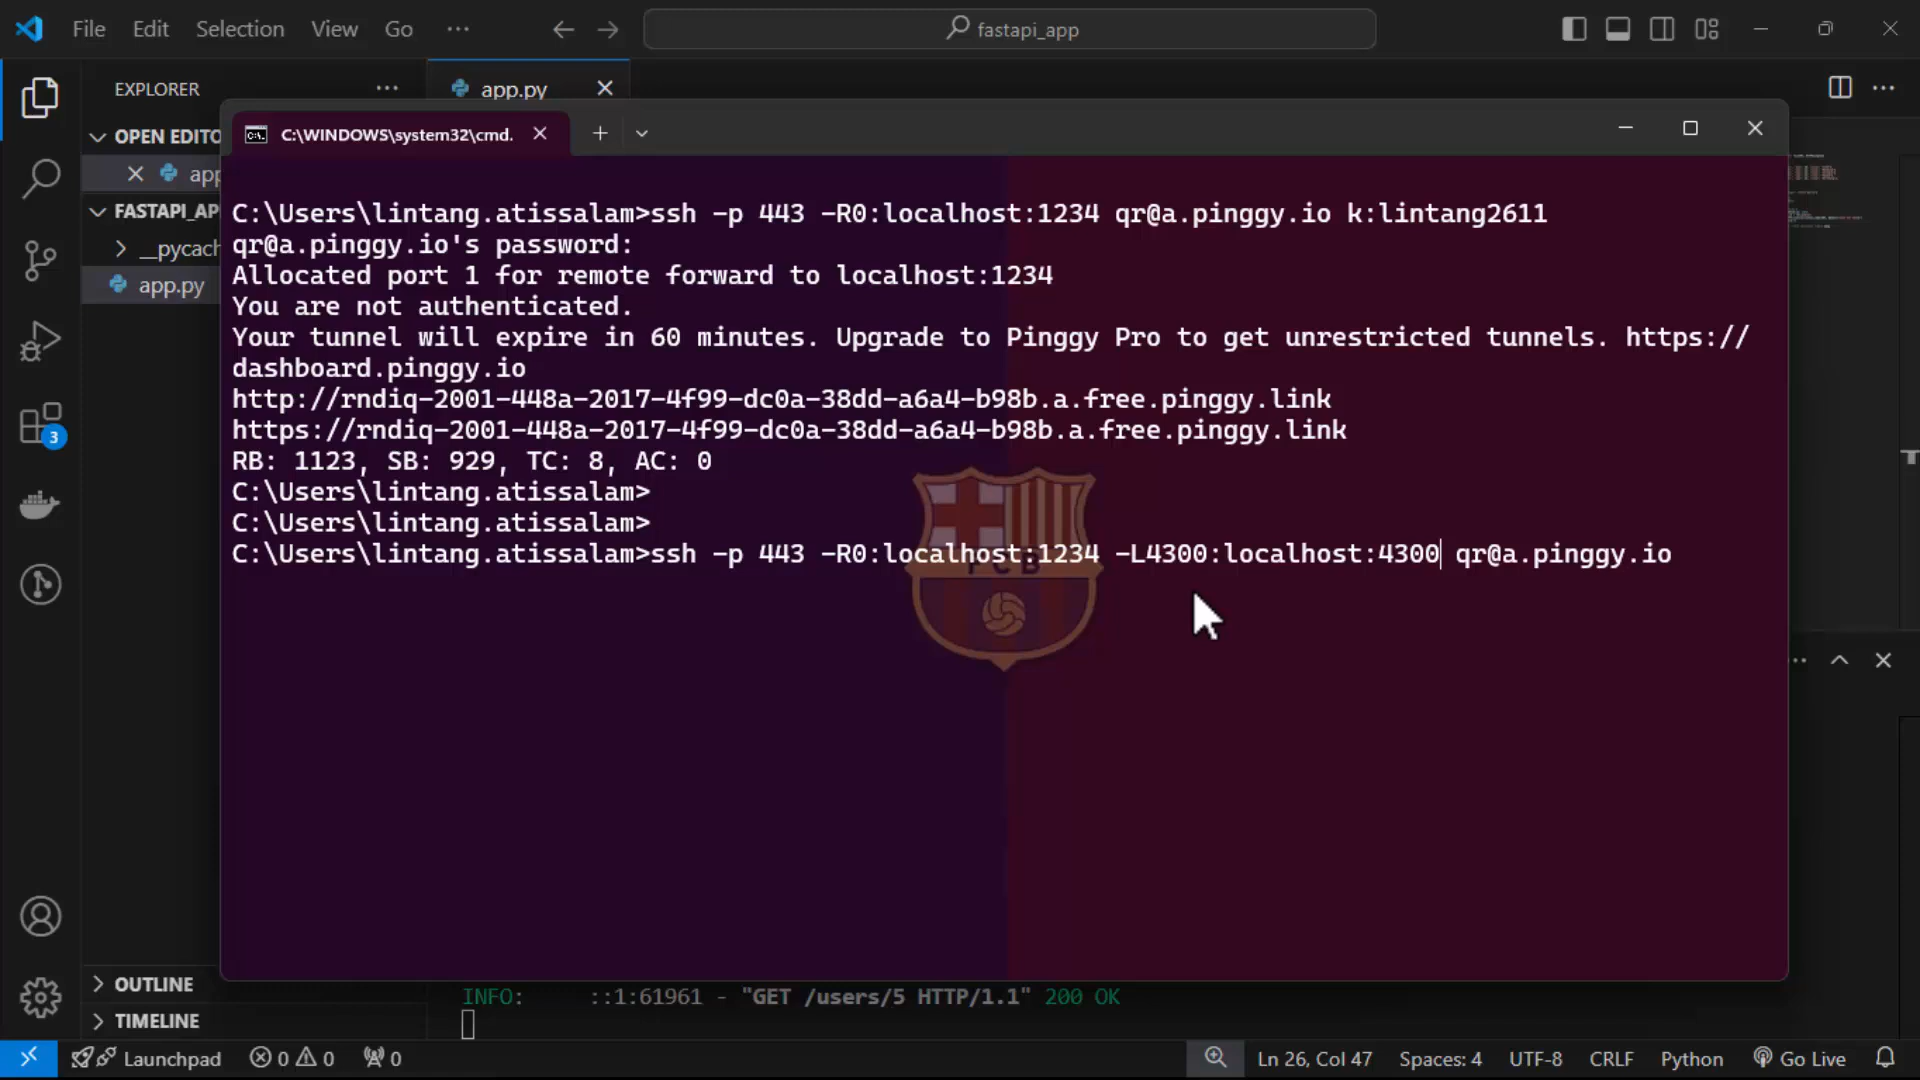 File Edit Selection View Go ··· fastapi_app
EXPLORER ··· app.py
OPEN EDITO
app
FASTAPI_AP
__pycach
app.py
C:\WINDOWS\system32\cmd.
C:\Users\lintang.atissalam>ssh -p 443 -R0:localhost:1234 qr@a.pinggy.io k:lintang2611
qr@a.pinggy.io's password:
Allocated port 1 for remote forward to localhost:1234
You are not authenticated.
Your tunnel will expire in 60 minutes. Upgrade to Pinggy Pro to get unrestricted tunnels. https://
dashboard.pinggy.io
http://rndiq-2001-448a-2017-4f99-dc0a-38dd-a6a4-b98b.a.free.pinggy.link
https://rndiq-2001-448a-2017-4f99-dc0a-38dd-a6a4-b98b.a.free.pinggy.link
RB: 1123, SB: 929, TC: 8, AC: 0
C:\Users\lintang.atissalam>
C:\Users\lintang.atissalam>
C:\Users\lintang.atissalam>ssh -p 443 -R0:localhost:1234 -L4300:localhost:4300 qr@a.pinggy.io
FCB
3
OUTLINE
TIMELINE
INFO: ::1:61961 - "GET /users/5 HTTP/1.1" 200 OK
Launchpad 0 0 0 Ln 26, Col 47 Spaces: 4 UTF-8 CRLF Python Go Live